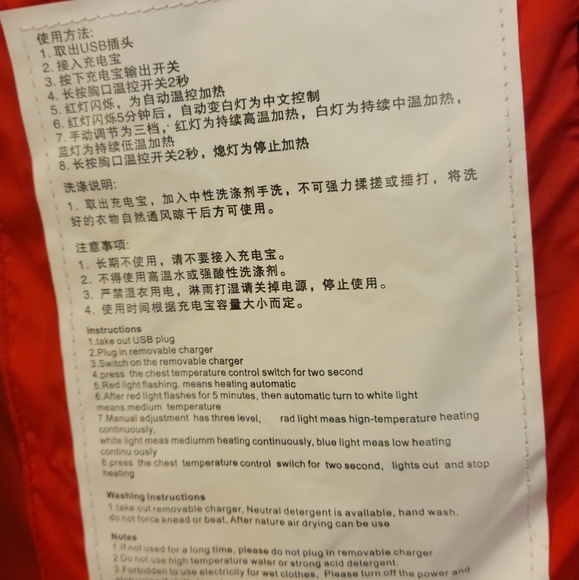 使用方法:
1. 取出USB插头
2. 接入充电宝
3. 按下充电宝输出开关
4. 长按胸口温控开关2秒
5. 红灯闪烁，为自动温控加热
6. 红灯闪烁5分钟后，自动变白灯为中文控制
7. 手动调节为三档，：红灯为持续高温加热，白灯为持续中温加热，
蓝灯为持续低温加热
8. 长按胸口温控开关2秒，熄灯为停止加热
洗涤说明:
1. 取出充电宝，加入中性洗涤剂手洗，不可强力揉搓或捶打，将洗
好的衣物自然通风晾干后方可使用。
注意事项:
1. 长期不使用，请不要接入充电宝。
2. 不得使用高温水或强酸性洗涤剂。
3. 严禁湿衣用电，淋雨打湿请关掉电源，停止使用。
4. 使用时间根据充电宝容量大小而定。
Instructions
1.take out USB plug
2.Plug in removable charger
3.Switch on the removable charger
4.press the chest temperature control switch for two second
5.Red light flashing. means heating automatic
6.After red light flashes for 5 minutes, then automatic turn to white light
means medium temperature
7.Manual adjustment has three level, rad light meas hign-temperature heating
continuously,
white light meas mediumm heating continuously, blue light meas low heating
continu ously
8.press the chest temperature control switch for two second, lights out and stop
heating
Washing Instructions
1.take out removable charger, Neutral detergent is available, hand wash,
do not force knead or beat, After nature air drying can be use
Notes
1.If not used for a long time, please do not plug in removable charger
2 Do not use high temperature water or strong acid detergent.
3.Forbidden to use electricily for wet clothes, Please turn off the power and